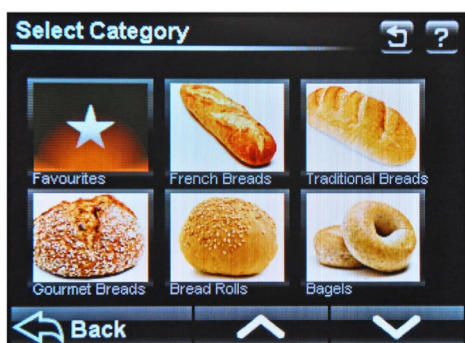 Select Category
?
Favourites
French Breads
Traditional Breads
Gourmet Breads
Bread Rolls
Bagels
Back